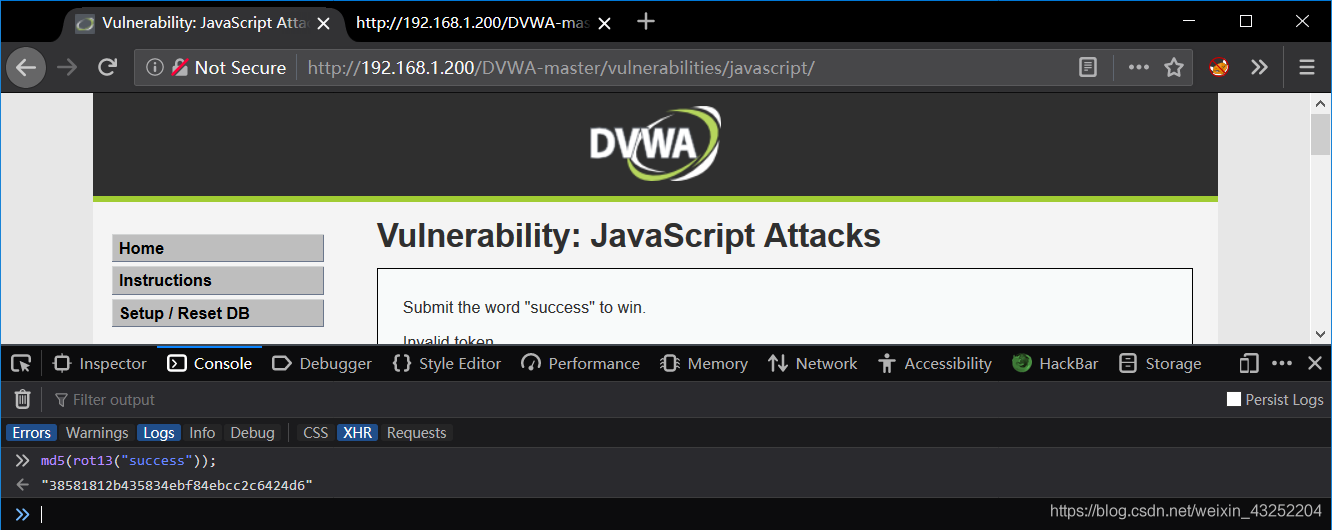 Vulnerability: JavaScript Atta
http://192.168.1.200/DVWA-mas
Not Secure
http://192.168.1.200/DVWA-master/vulnerabilities/javascript/
DVWA
Vulnerability: JavaScript Attacks
Home
Instructions
Setup / Reset DB
Submit the word "success" to win.
Invalid token.
Inspector Console Debugger Style Editor Performance Memory Network Accessibility HackBar Storage
Filter output Persist Logs
Errors Warnings Logs Info Debug CSS XHR Requests
md5(rot13("success"));
"38581812b435834ebf84ebcc2c6424d6"
https://blog.csdn.net/weixin_43252204